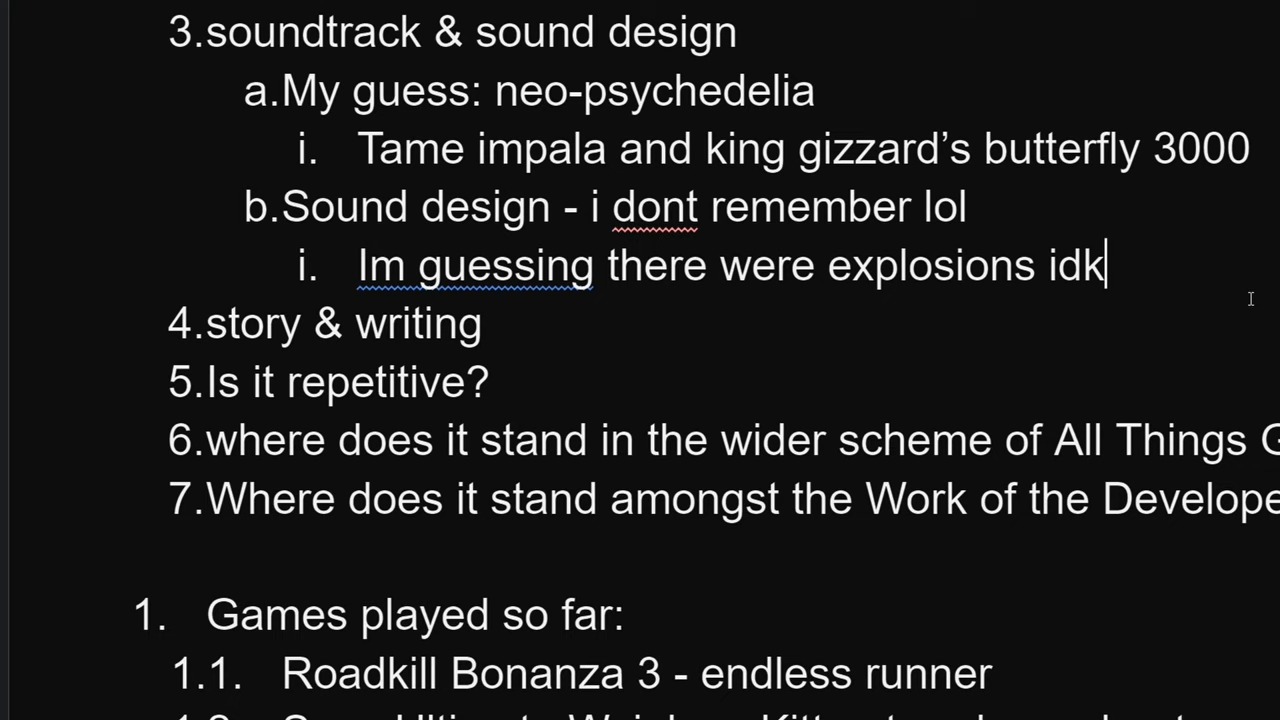 3.soundtrack & sound design
a.My guess: neo-psychedelia
i. Tame impala and king gizzard’s butterfly 3000
b.Sound design - i dont remember lol
i. Im guessing there were explosions idk
4.story & writing
5.Is it repetitive?
6.where does it stand in the wider scheme of All Things
7.Where does it stand amongst the Work of the
1. Games played so far:
1.1. Roadkill Bonanza 3 - endless runner